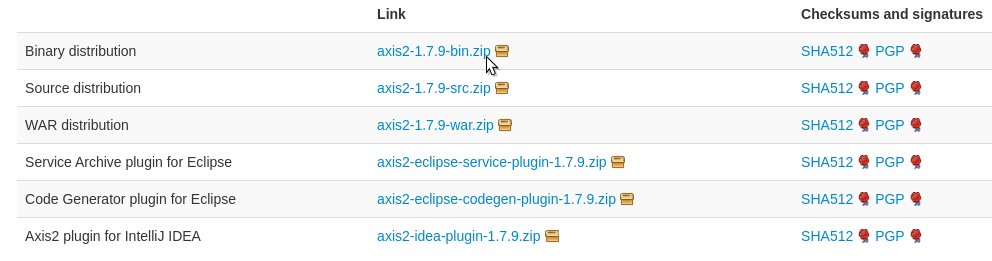 Link Checksums and signatures
Binary distribution axis2-1.7.9-bin.zip SHA512 PGP
Source distribution axis2-1.7.9-src.zip SHA512 PGP
WAR distribution axis2-1.7.9-war.zip SHA512 PGP
Service Archive plugin for Eclipse axis2-eclipse-service-plugin-1.7.9.zip SHA512 PGP
Code Generator plugin for Eclipse axis2-eclipse-codegen-plugin-1.7.9.zip SHA512 PGP
Axis2 plugin for IntelliJ IDEA axis2-idea-plugin-1.7.9.zip SHA512 PGP